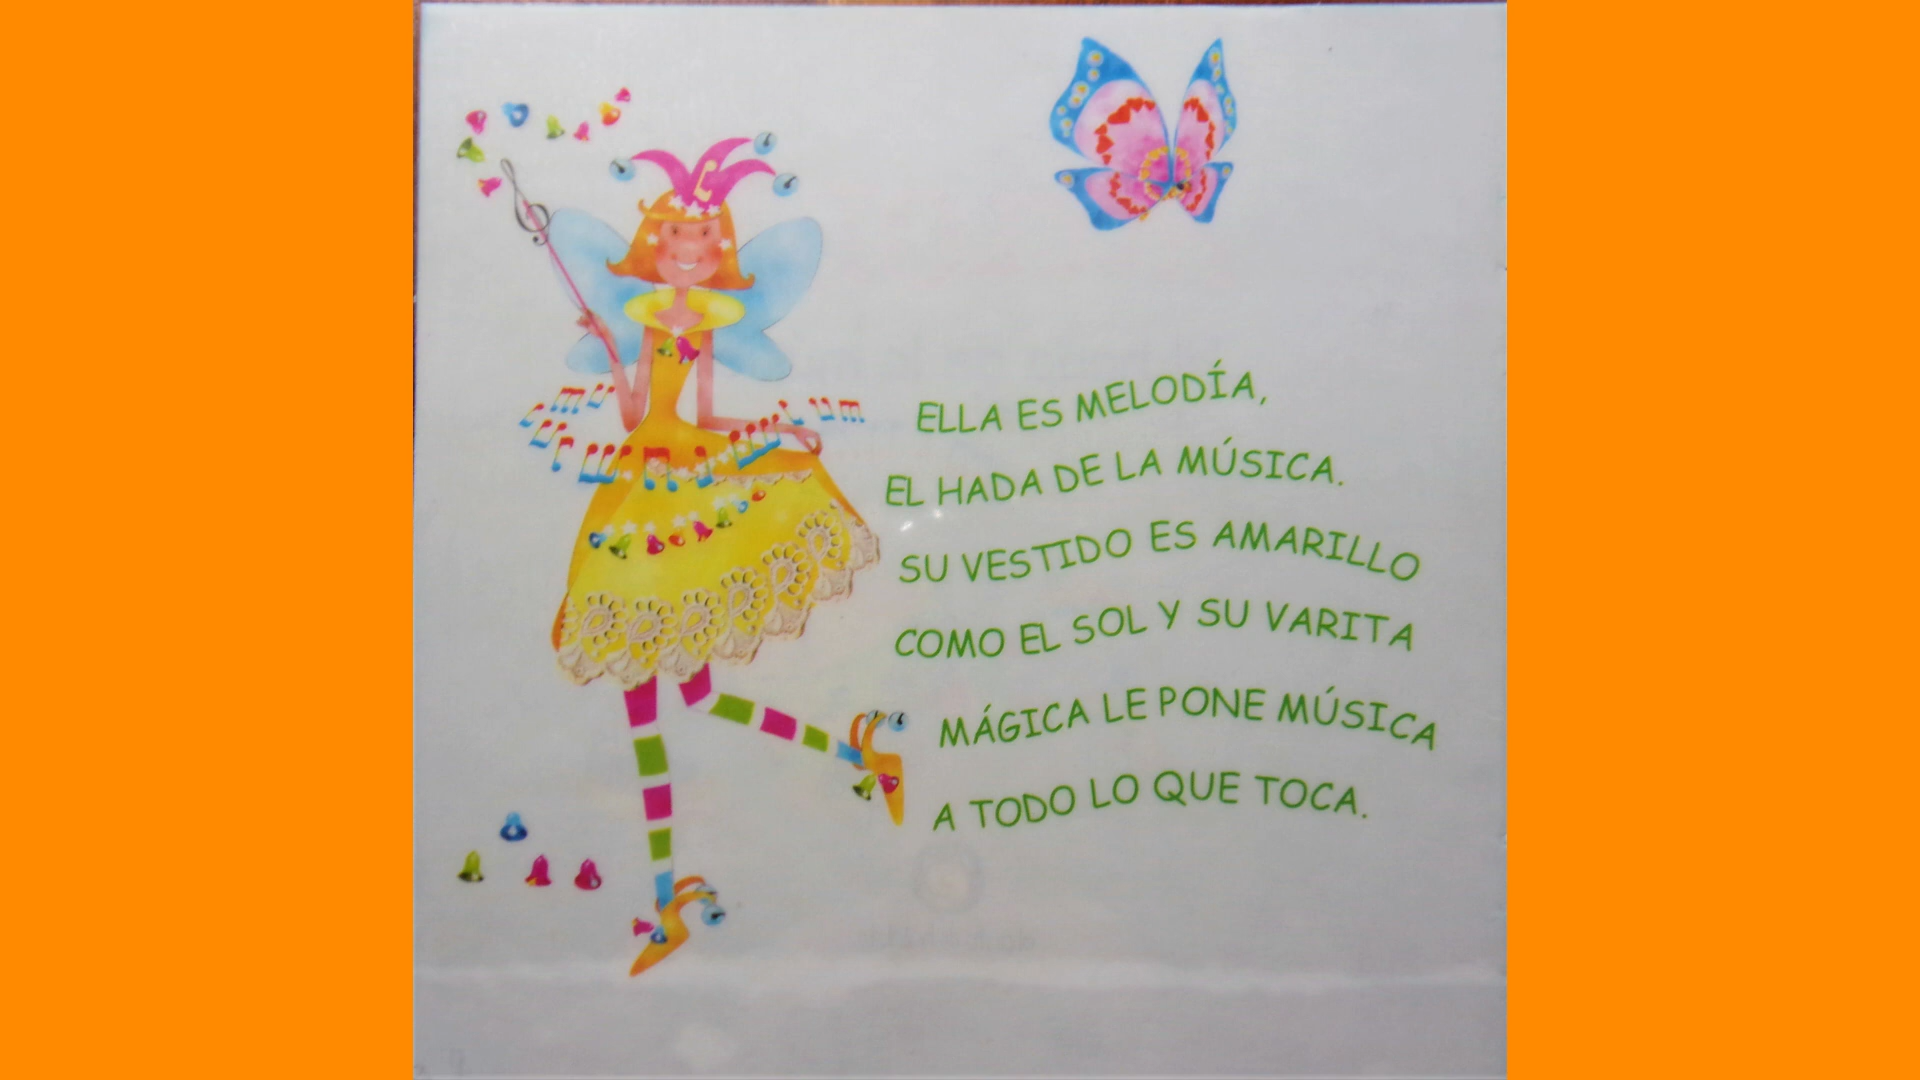 ELLA ES MELODÍA,
EL HADA DE LA MÚSICA.
SU VESTIDO ES AMARILLO
COMO EL SOL Y SU VARITA
MÁGICA LE PONE MÚSICA
A TODO LO QUE TOCA.